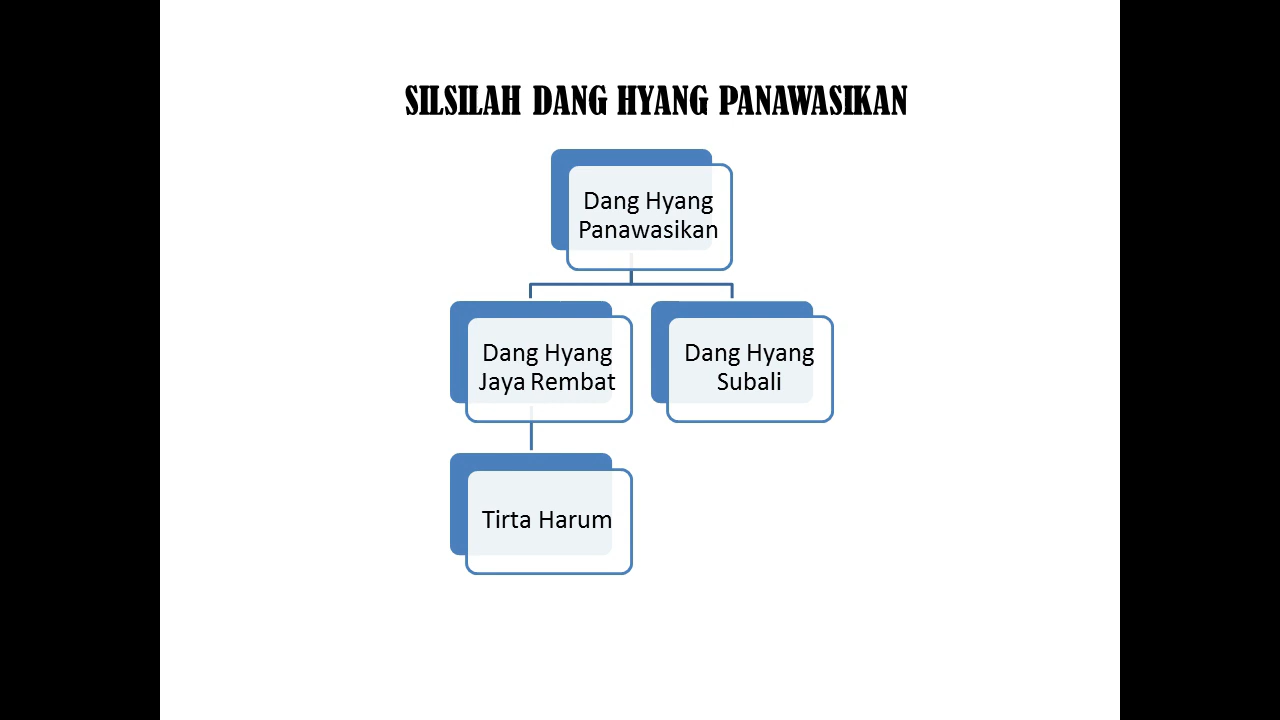 SILSILAH DANG HYANG PANAWASIKAN
Dang Hyang
Panawasikan
Dang Hyang
Jaya Rembat
Dang Hyang
Subali
Tirta Harum